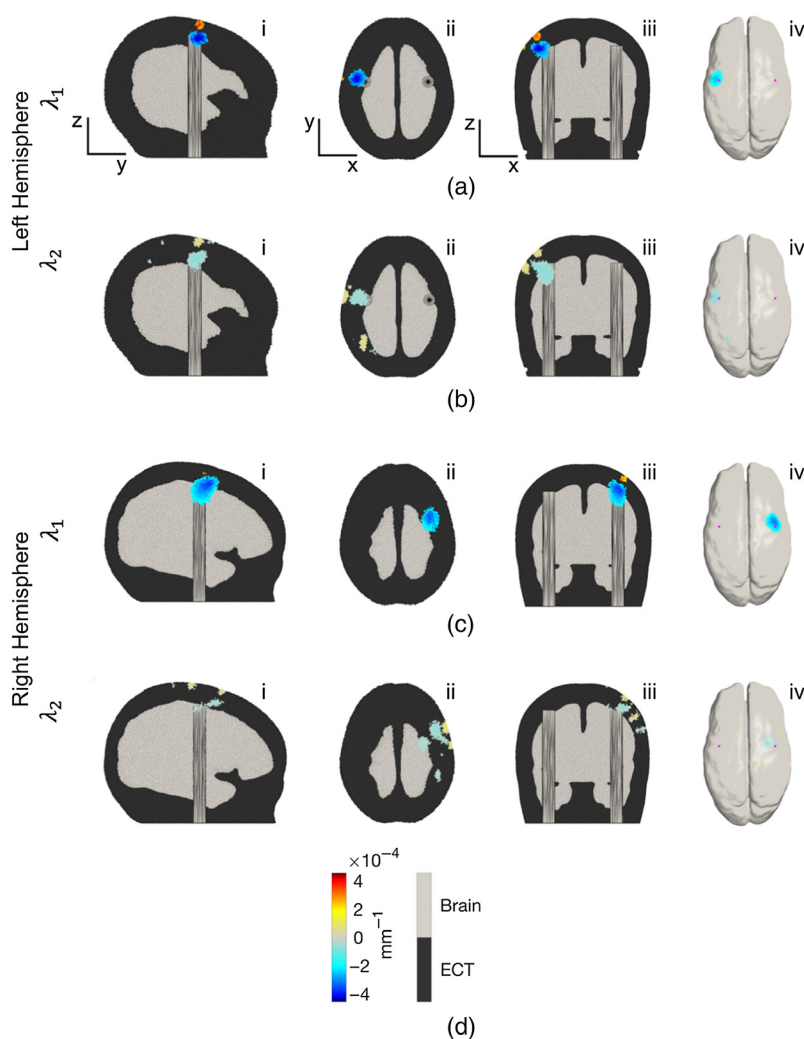 Left Hemisphere
λ1
i
ii
iii
iv
z
y
y
x
z
x
(a)
λ2
i
ii
iii
iv
(b)
Right Hemisphere
λ1
i
ii
iii
iv
(c)
λ2
i
ii
iii
iv
×10−4
4
2
0
−2
−4
mm−1
Brain
ECT
(d)